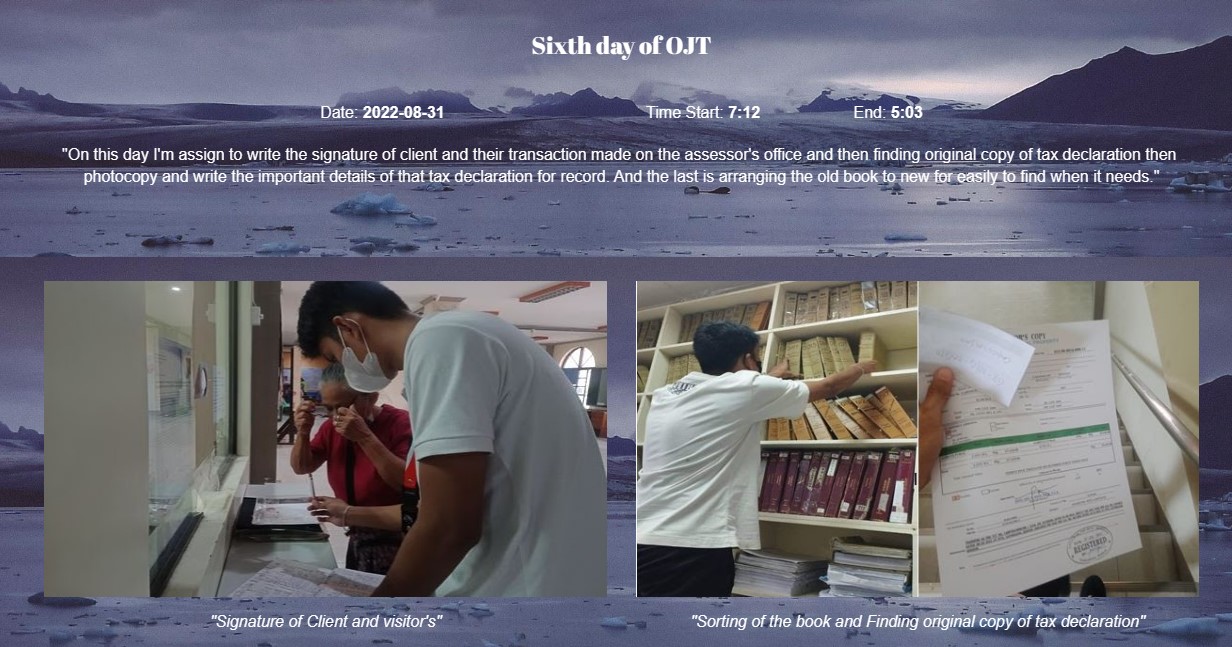 Sixth day of OJT
Date: 2022-08-31 Time Start: 7:12 End: 5:03
"On this day I'm assign to write the signature of client and their transaction made on the assessor's office and then finding original copy of tax declaration then
photocopy and write the important details of that tax declaration for record. And the last is arranging the old book to new for easily to find when it needs."
COPY
REGISTERED
"Signature of Client and visitor's"
"Sorting of the book and Finding original copy of tax declaration"